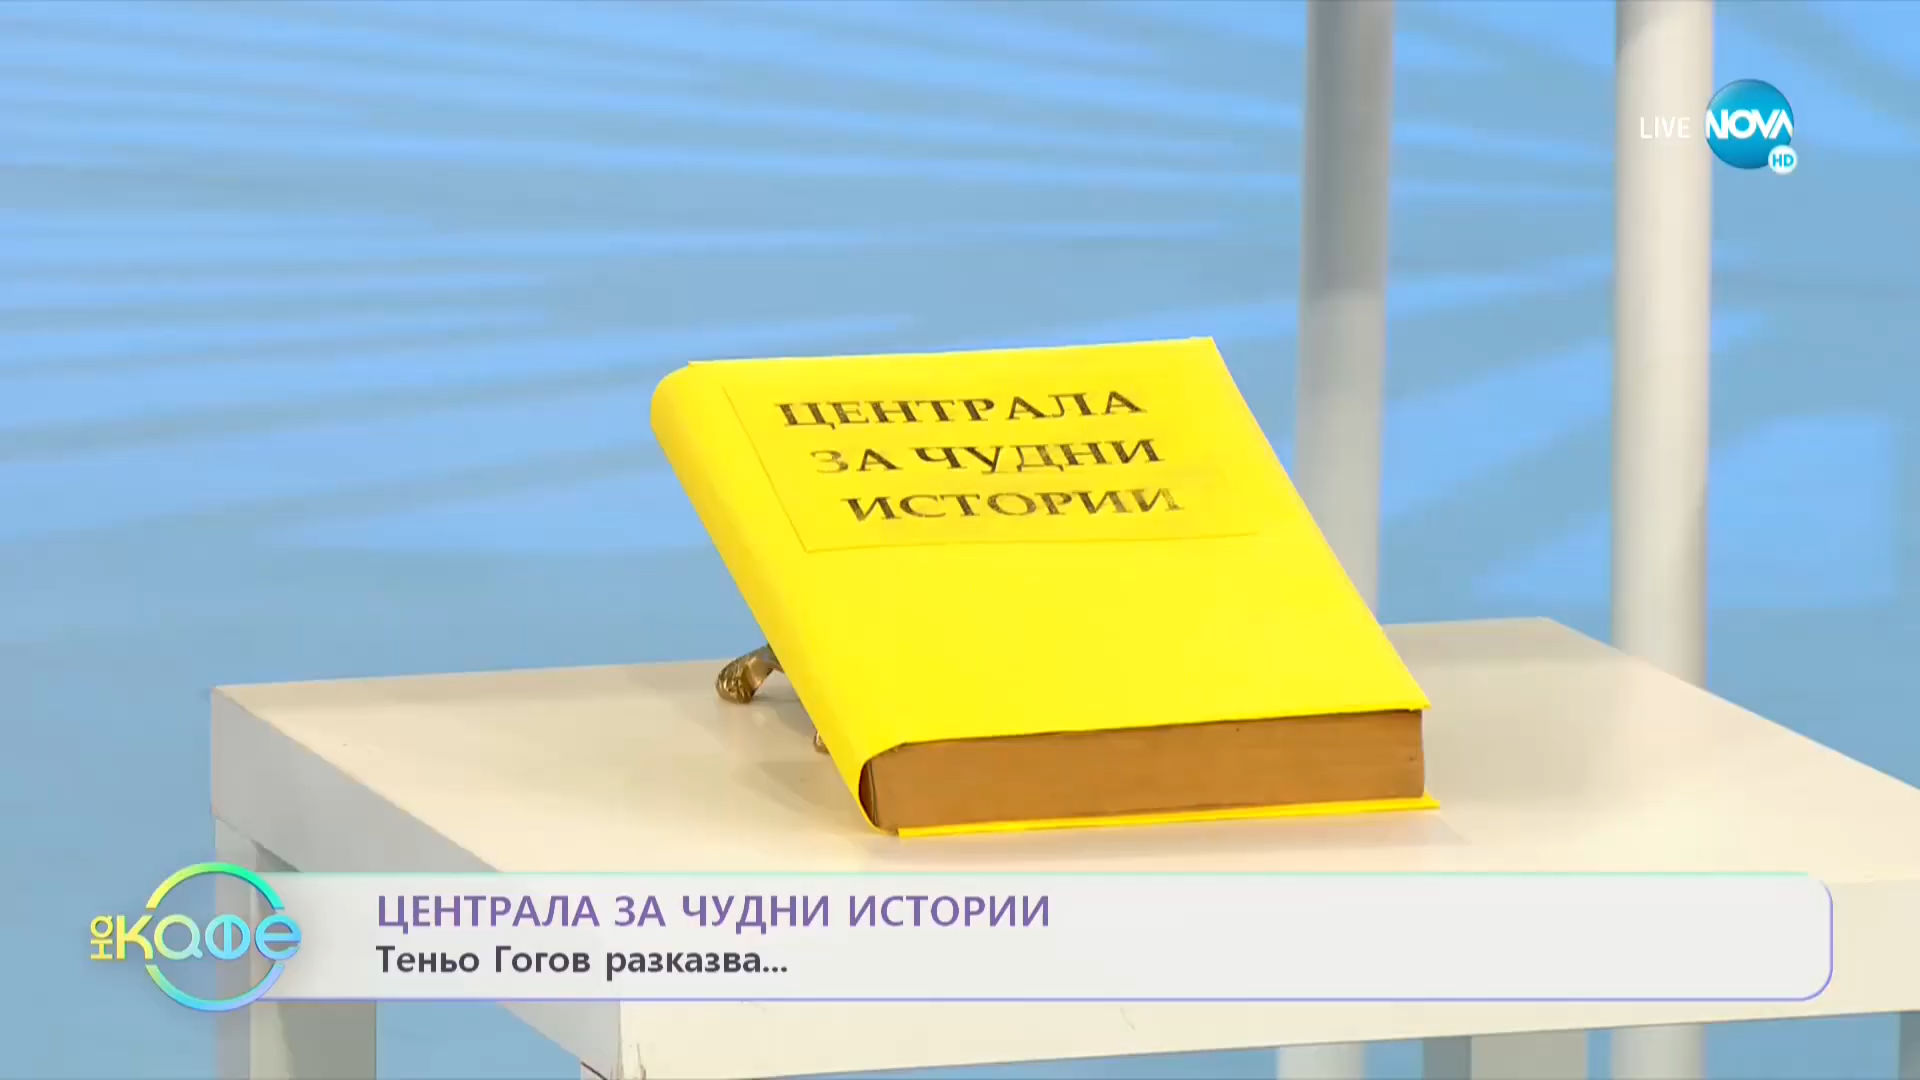 LIVE NOVA
HD
ЦЕНТРАЛА
ЗА ЧУДНИ
ИСТОРИИ
на кафе
ЦЕНТРАЛА ЗА ЧУДНИ ИСТОРИИ
Теньо Гогов разказва...